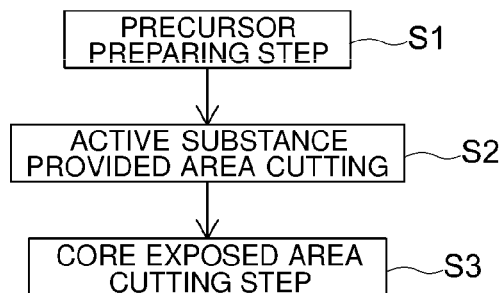 PRECURSOR
PREPARING STEP
S1
ACTIVE SUBSTANCE
PROVIDED AREA CUTTING
S2
CORE EXPOSED AREA
CUTTING STEP
S3